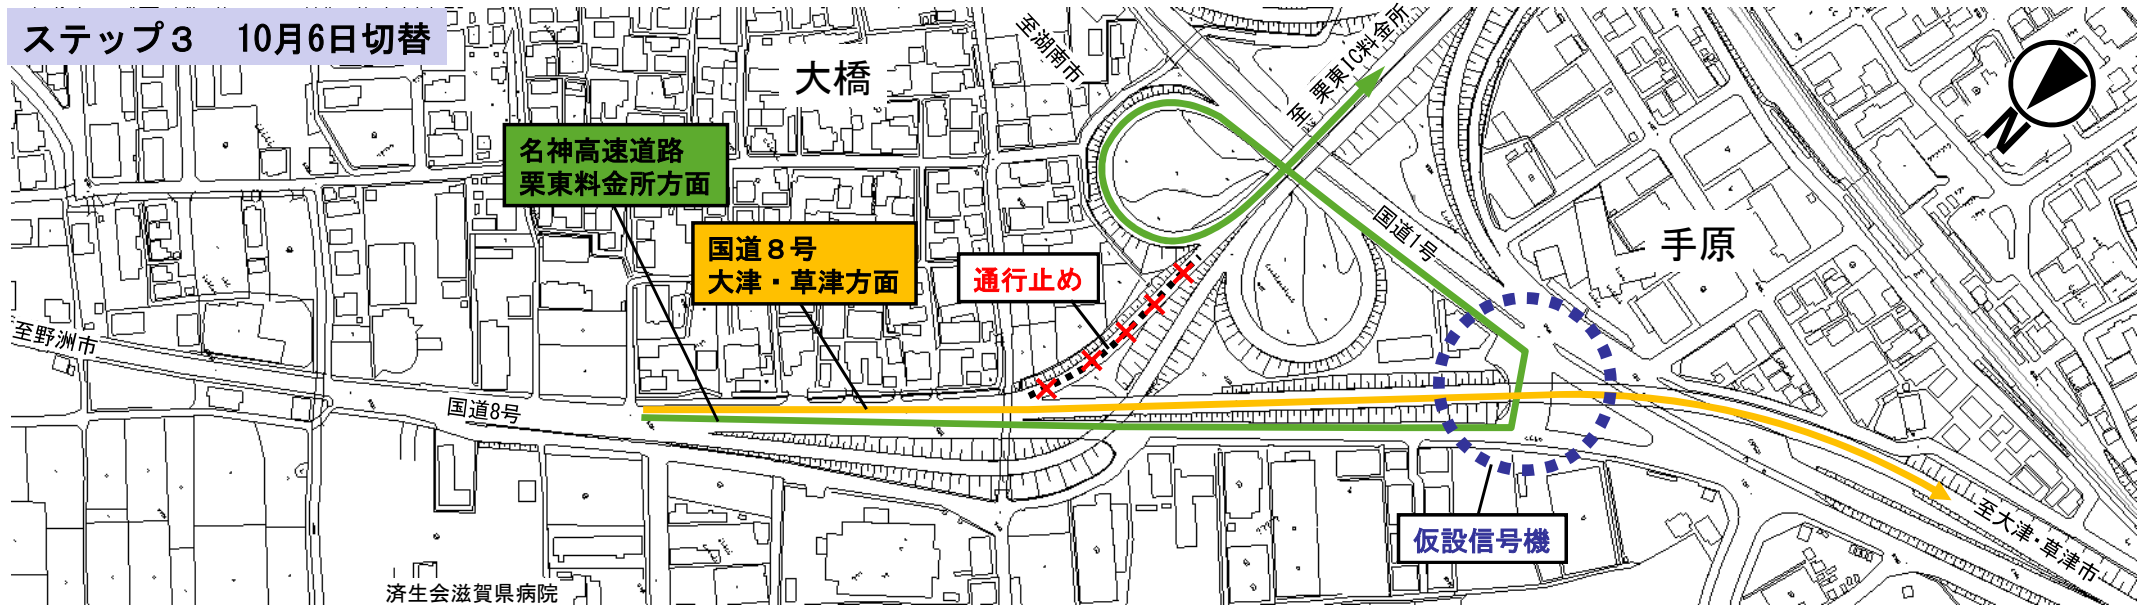 ステップ３　10月6日切替
大橋
至湖南市
至 栗東IC料金所
N
名神高速道路
栗東料金所方面
国道８号
大津・草津方面
通行止め
国道1号
手原
至野洲市
国道8号
仮設信号機
至大津・草津市
済生会滋賀県病院